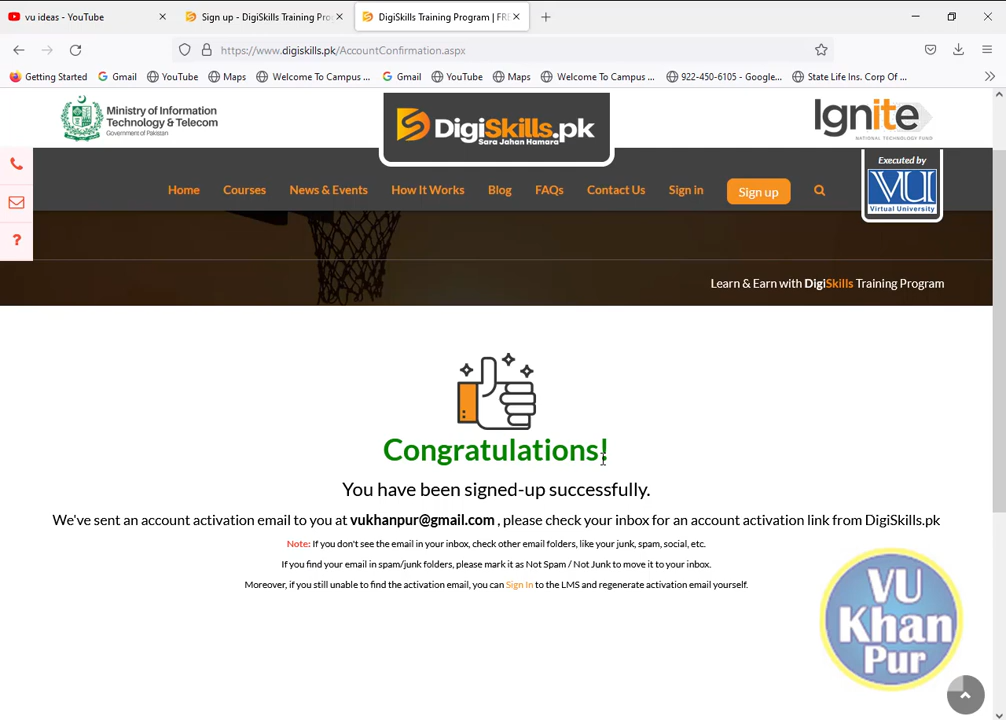 vu ideas - YouTube
Sign up - DigiSkills Training Pro
DigiSkills Training Program | FRE
https://www.digiskills.pk/AccountConfirmation.aspx
Getting Started
Gmail
YouTube
Maps
Welcome To Campus ...
Gmail
YouTube
Maps
Welcome To Campus ...
922-450-6105 - Google...
State Life Ins. Corp Of ...
Ministry of Information
Technology & Telecom
Government of Pakistan
DigiSkills.pk
Sara Jahan Hamara
Ignite
NATIONAL TECHNOLOGY FUND
Executed by
VU
Virtual University
Home
Courses
News & Events
How It Works
Blog
FAQs
Contact Us
Sign in
Sign up
?
Learn & Earn with DigiSkills Training Program
Congratulations!
You have been signed-up successfully.
We've sent an account activation email to you at vukhanpur@gmail.com , please check your inbox for an account activation link from DigiSkills.pk
Note: If you don't see the email in your inbox, check other email folders, like your junk, spam, social, etc.
If you find your email in spam/junk folders, please mark it as Not Spam / Not Junk to move it to your inbox.
Moreover, if you still unable to find the activation email, you can Sign In to the LMS and regenerate activation email yourself.
VU
Khan
Pur